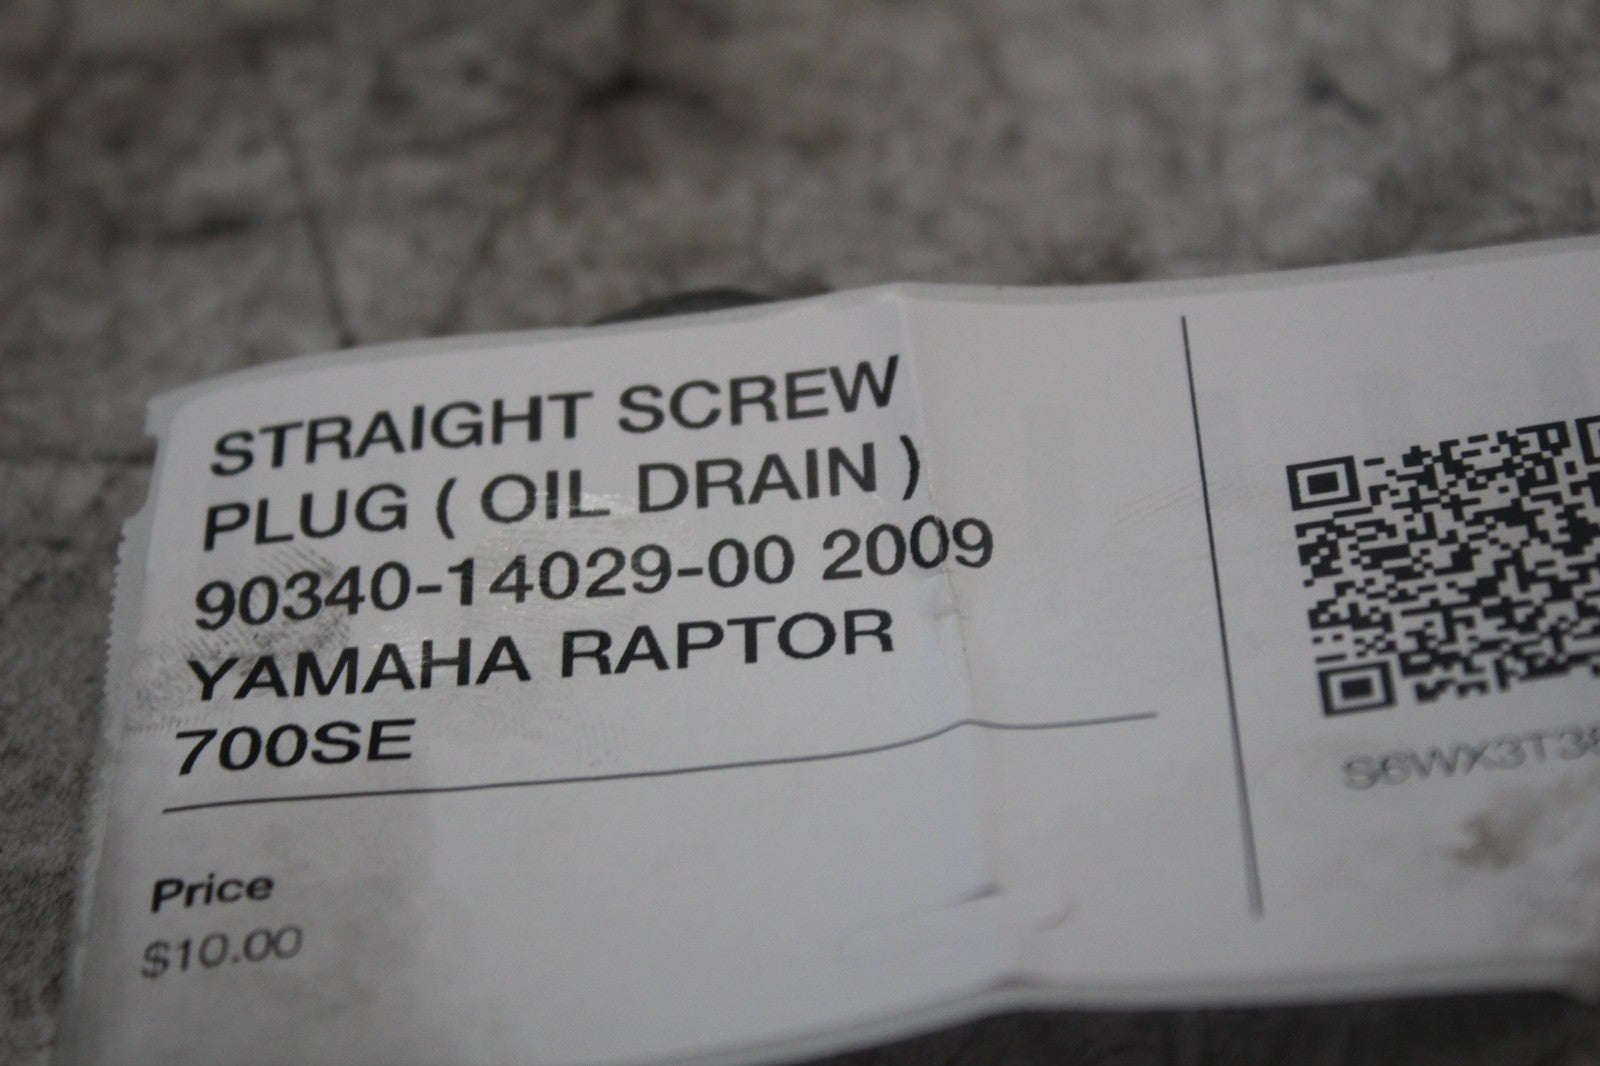 STRAIGHT SCREW
PLUG ( OIL DRAIN )
90340-14029-00 2009
YAMAHA RAPTOR
700SE
Price
$10.00